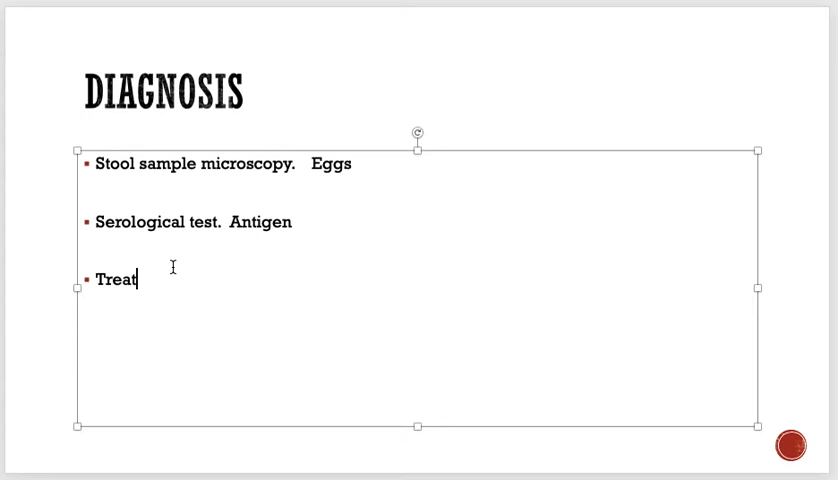 DIAGNOSIS
Stool sample microscopy. Eggs
Serological test. Antigen
Treat